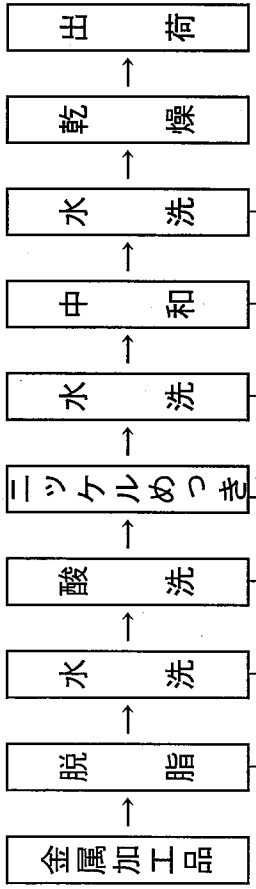 金属加工品
↓
脱脂
↓
水洗
↓
酸洗
↓
ニッケルめっき
↓
水洗
↓
中和
↓
水洗
↓
乾燥
↓
出荷